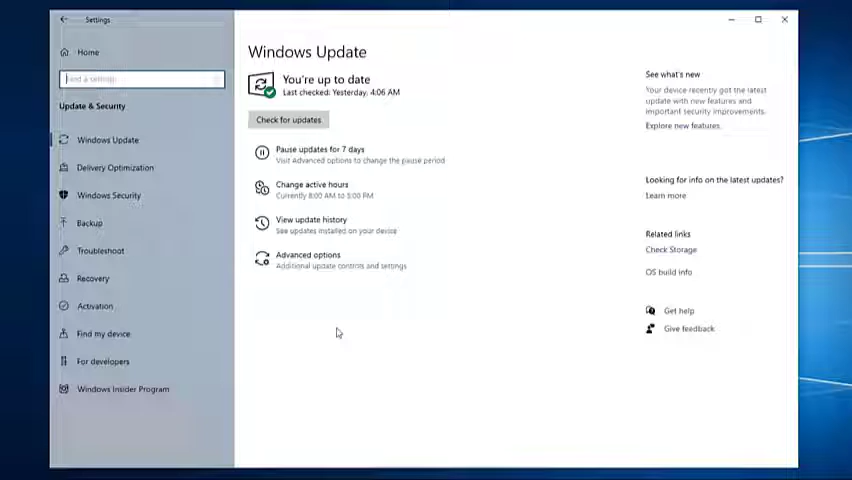 Settings
Home
Find a setting
Update & Security
Windows Update
Delivery Optimization
Windows Security
Backup
Troubleshoot
Recovery
Activation
Find my device
For developers
Windows Insider Program
Windows Update
You're up to date
Last checked: Yesterday, 4:06 AM
Check for updates
Pause updates for 7 days
Visit Advanced options to change the pause period
Change active hours
Currently 8:00 AM to 5:00 PM
View update history
See updates installed on your device
Advanced options
Additional update controls and settings
See what's new
Your device recently got the latest
update with new features and
important security improvements.
Explore new features
Looking for info on the latest updates?
Learn more
Related links
Check Storage
OS build info
Get help
Give feedback